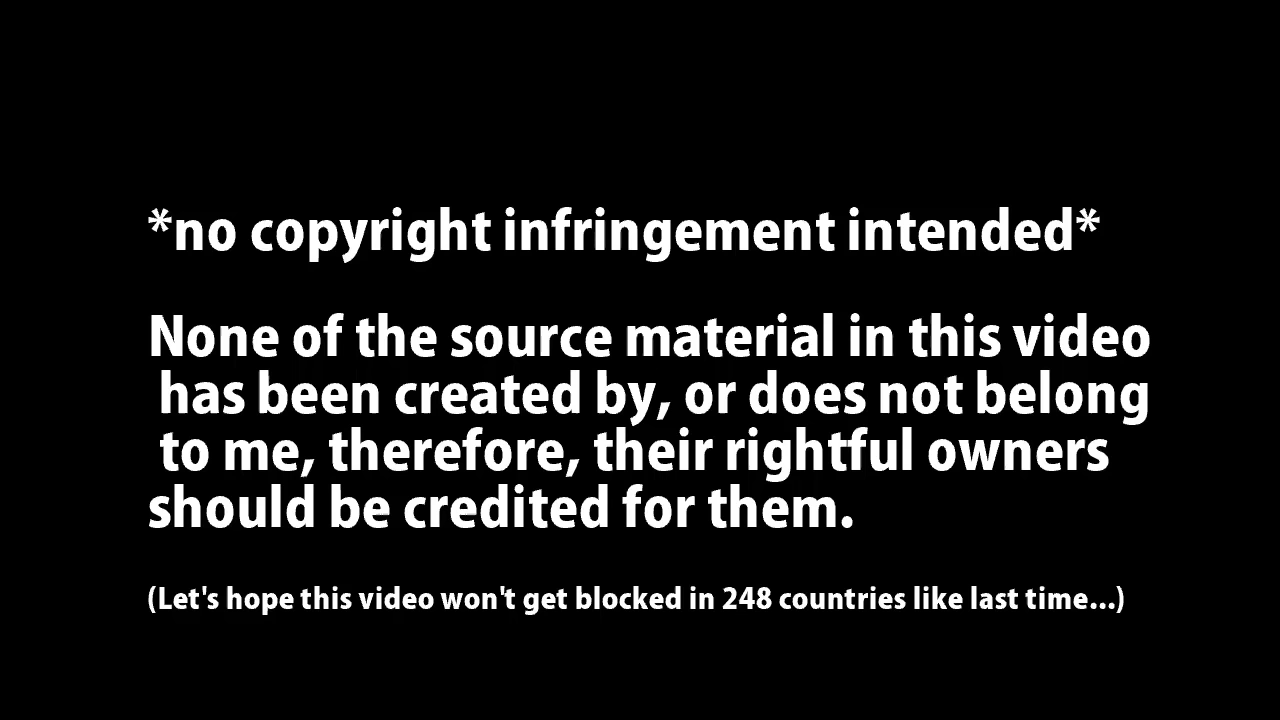 *no copyright infringement intended*
None of the source material in this video
has been created by, or does not belong
to me, therefore, their rightful owners
should be credited for them.
(Let's hope this video won't get blocked in 248 countries like last time...)